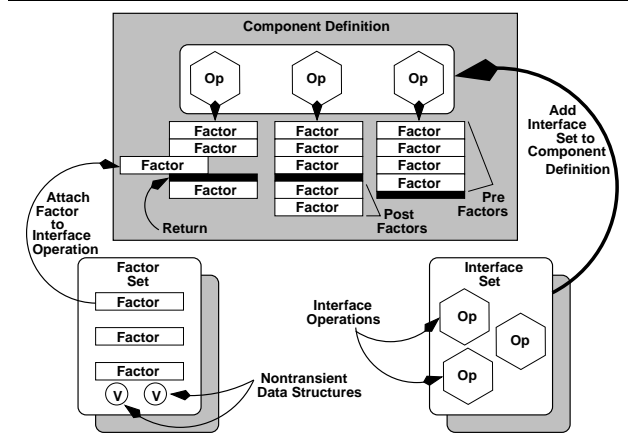 Component Definition
Op
Op
Op
Factor
Factor
Factor
Factor
Factor
Factor
Factor
Factor
Factor
Factor
Factor
Factor
Factor
Factor
Return
Post
Factors
Pre
Factors
Add
Interface
Set to
Component
Definition
Attach
Factor
to
Interface
Operation
Factor
Set
Factor
Factor
Factor
V
V
Nontransient
Data Structures
Interface
Operations
Interface
Set
Op
Op
Op